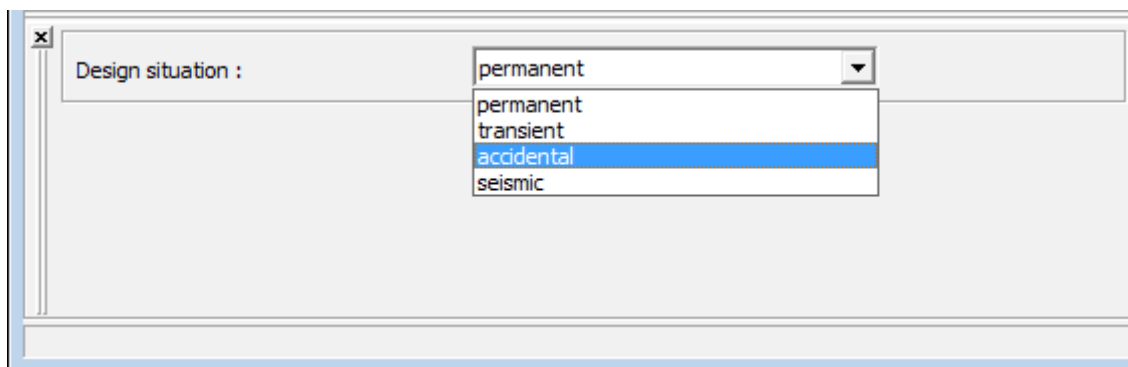 Design situation : permanent
permanent
transient
accidental
seismic